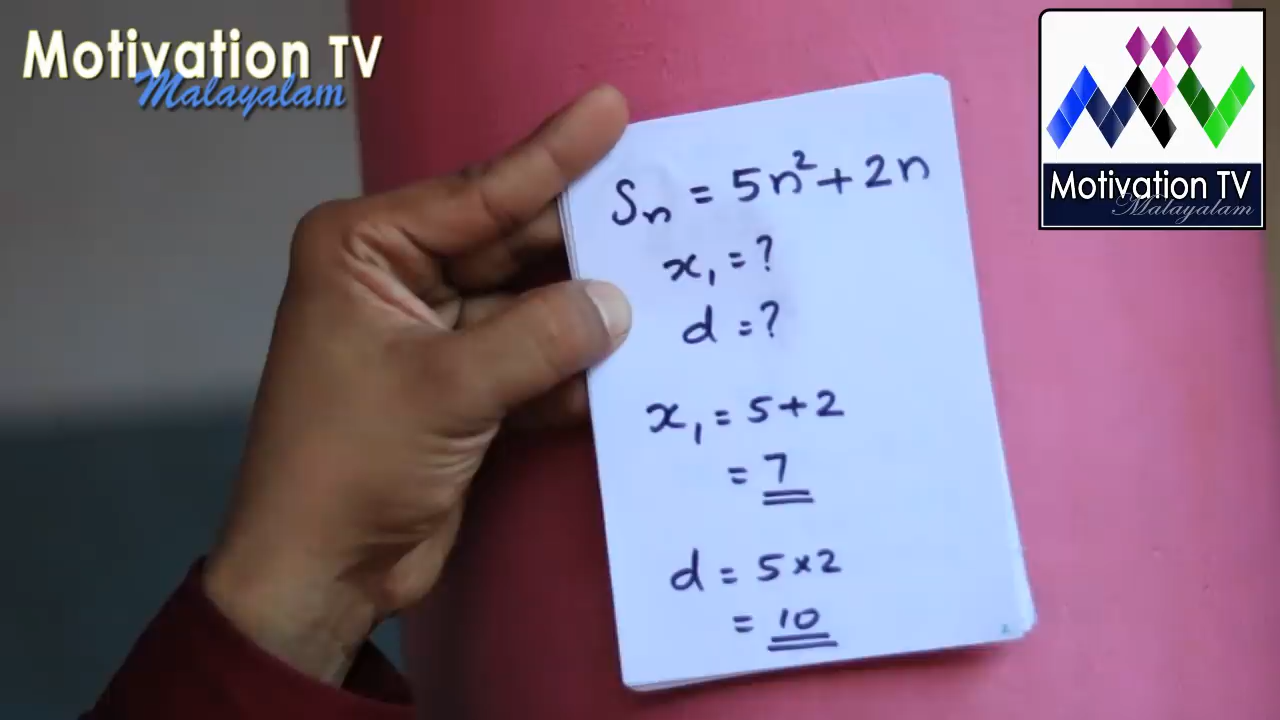 Motivation TV
Malayalam
Motivation TV
Malayalam
Sn = 5n² + 2n
x₁ = ?
d = ?
x₁ = 5 + 2
= 7
d = 5 × 2
= 10